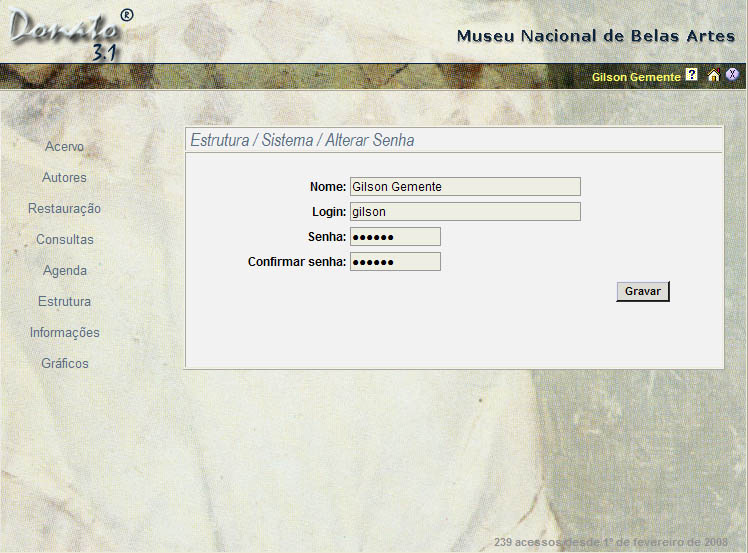 Donato ®
3.1
Museu Nacional de Belas Artes
Gilson Gemente ? X
Acervo
Autores
Restauração
Consultas
Agenda
Estrutura
Informações
Gráficos
Estrutura / Sistema / Alterar Senha
Nome: Gilson Gemente
Login: gilson
Senha: ●●●●●●
Confirmar senha: ●●●●●●
Gravar
239 acessos desde 1º de fevereiro de 2008